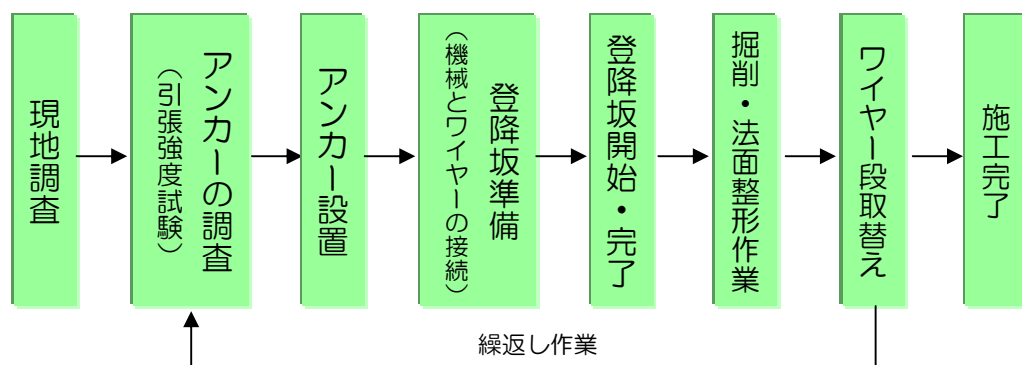 現地調査
アンカーの調査
（引張強度試験）
アンカー設置
登降坂準備
（機械とワイヤーの接続）
登降坂開始・完了
掘削・法面整形作業
ワイヤー段取替え
施工完了
繰返し作業